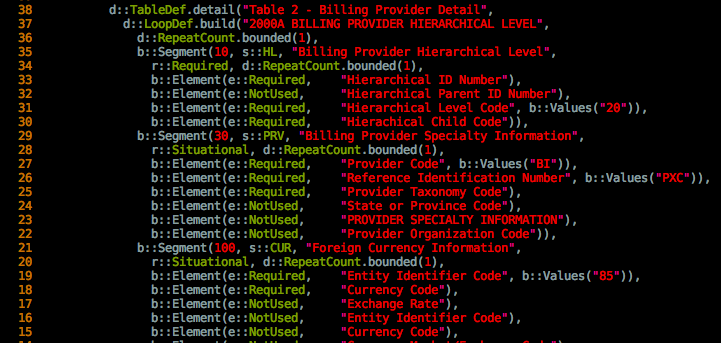 38 d::TableDef.detail("Table 2 - Billing Provider Detail",
37 d::LoopDef.build("2000A BILLING PROVIDER HIERARCHICAL LEVEL",
36 d::RepeatCount.bounded(1),
35 b::Segment(10, s::HL, "Billing Provider Hierarchical Level",
34 r::Required, d::RepeatCount.bounded(1),
33 b::Element(e::Required, "Hierarchical ID Number"),
32 b::Element(e::NotUsed, "Hierarchical Parent ID Number"),
31 b::Element(e::Required, "Hierarchical Level Code", b::Values("20")),
30 b::Element(e::Required, "Hierachical Child Code")),
29 b::Segment(30, s::PRV, "Billing Provider Specialty Information",
28 r::Situational, d::RepeatCount.bounded(1),
27 b::Element(e::Required, "Provider Code", b::Values("BI")),
26 b::Element(e::Required, "Reference Identification Number", b::Values("PXC")),
25 b::Element(e::Required, "Provider Taxonomy Code"),
24 b::Element(e::NotUsed, "State or Province Code"),
23 b::Element(e::NotUsed, "PROVIDER SPECIALTY INFORMATION"),
22 b::Element(e::NotUsed, "Provider Organization Code")),
21 b::Segment(100, s::CUR, "Foreign Currency Information",
20 r::Situational, d::RepeatCount.bounded(1),
19 b::Element(e::Required, "Entity Identifier Code", b::Values("85")),
18 b::Element(e::Required, "Currency Code"),
17 b::Element(e::NotUsed, "Exchange Rate"),
16 b::Element(e::NotUsed, "Entity Identifier Code"),
15 b::Element(e::NotUsed, "Currency Code"),